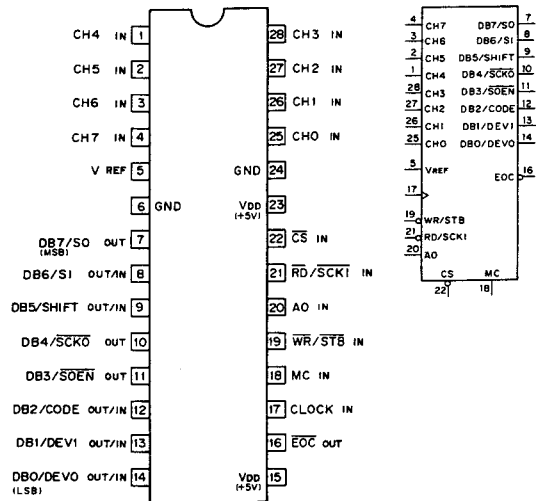 CH4 IN 1
28 CH3 IN
CH5 IN 2
27 CH2 IN
CH6 IN 3
26 CH1 IN
CH7 IN 4
25 CH0 IN
V REF 5
GND 24
6 GND
VDD 23
(+5V)
DB7/SO OUT 7
(MSB)
22 CS IN
DB6/SI OUT/IN 8
21 RD/SCKI IN
DB5/SHIFT OUT/IN 9
20 AO IN
DB4/SCKO OUT 10
19 WR/STB IN
DB3/SOEN OUT 11
18 MC IN
DB2/CODE OUT/IN 12
17 CLOCK IN
DB1/DEV1 OUT/IN 13
16 EOC OUT
DB0/DEV0 OUT/IN 14
(LSB)
VDD 15
(+5V)
4 CH7 DB7/SO 7
3 CH6 DB6/SI 8
2 CH5 DB5/SHIFT 9
1 CH4 DB4/SCKO 10
28 CH3 DB3/SOEN 11
27 CH2 DB2/CODE 12
26 CH1 DB1/DEV1 13
25 CH0 DB0/DEV0 14
5 VREF
EOC 16
17
19 WR/STB
21 RD/SCKI
20 AO
CS MC
22 18